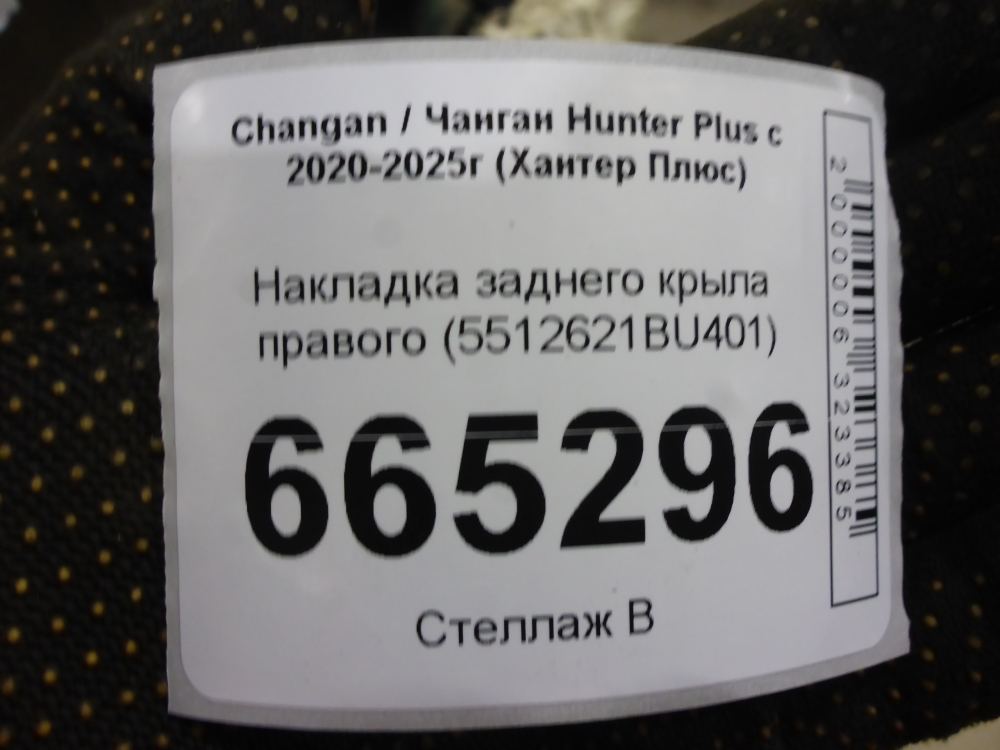 Changan / Чанган Hunter Plus с
2020-2025г (Хантер Плюс)
Накладка заднего крыла
правого (5512621BU401)
665296
Стеллаж В
2000006323385